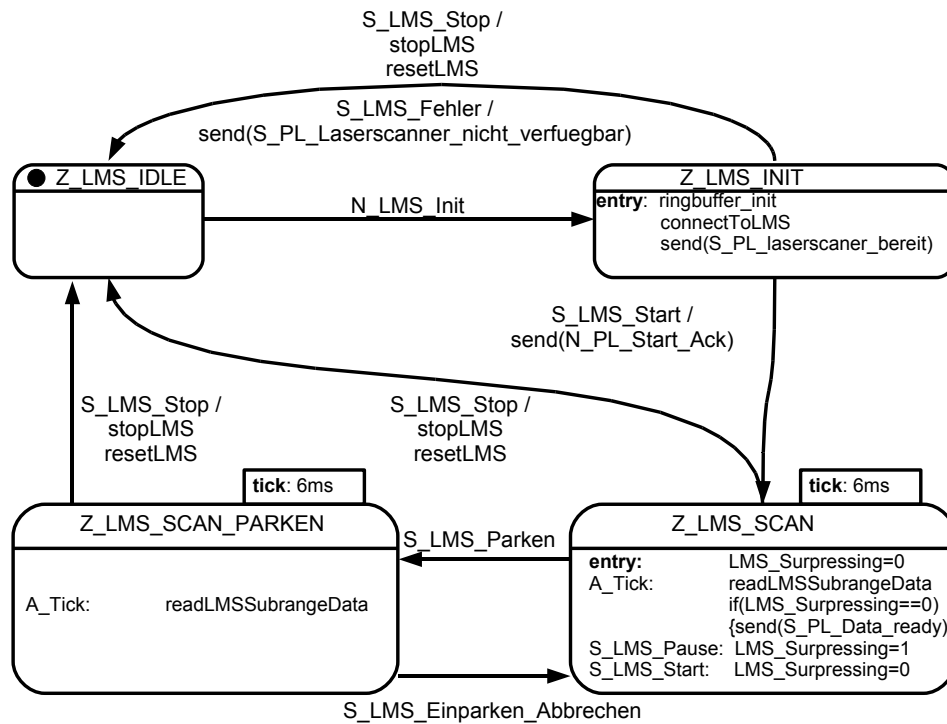 S_LMS_Stop /
stopLMS
resetLMS
S_LMS_Fehler /
send(S_PL_Laserscanner_nicht_verfuegbar)
Z_LMS_IDLE
N_LMS_Init
Z_LMS_INIT
entry: ringbuffer_init
connectToLMS
send(S_PL_laserscaner_bereit)
S_LMS_Start /
send(N_PL_Start_Ack)
S_LMS_Stop /
stopLMS
resetLMS
S_LMS_Stop /
stopLMS
resetLMS
tick: 6ms
Z_LMS_SCAN_PARKEN
A_Tick: readLMSSubrangeData
S_LMS_Parken
tick: 6ms
Z_LMS_SCAN
entry: LMS_Surpressing=0
A_Tick: readLMSSubrangeData
if(LMS_Surpressing==0)
{send(S_PL_Data_ready)
S_LMS_Pause: LMS_Surpressing=1
S_LMS_Start: LMS_Surpressing=0
S_LMS_Einparken_Abbrechen